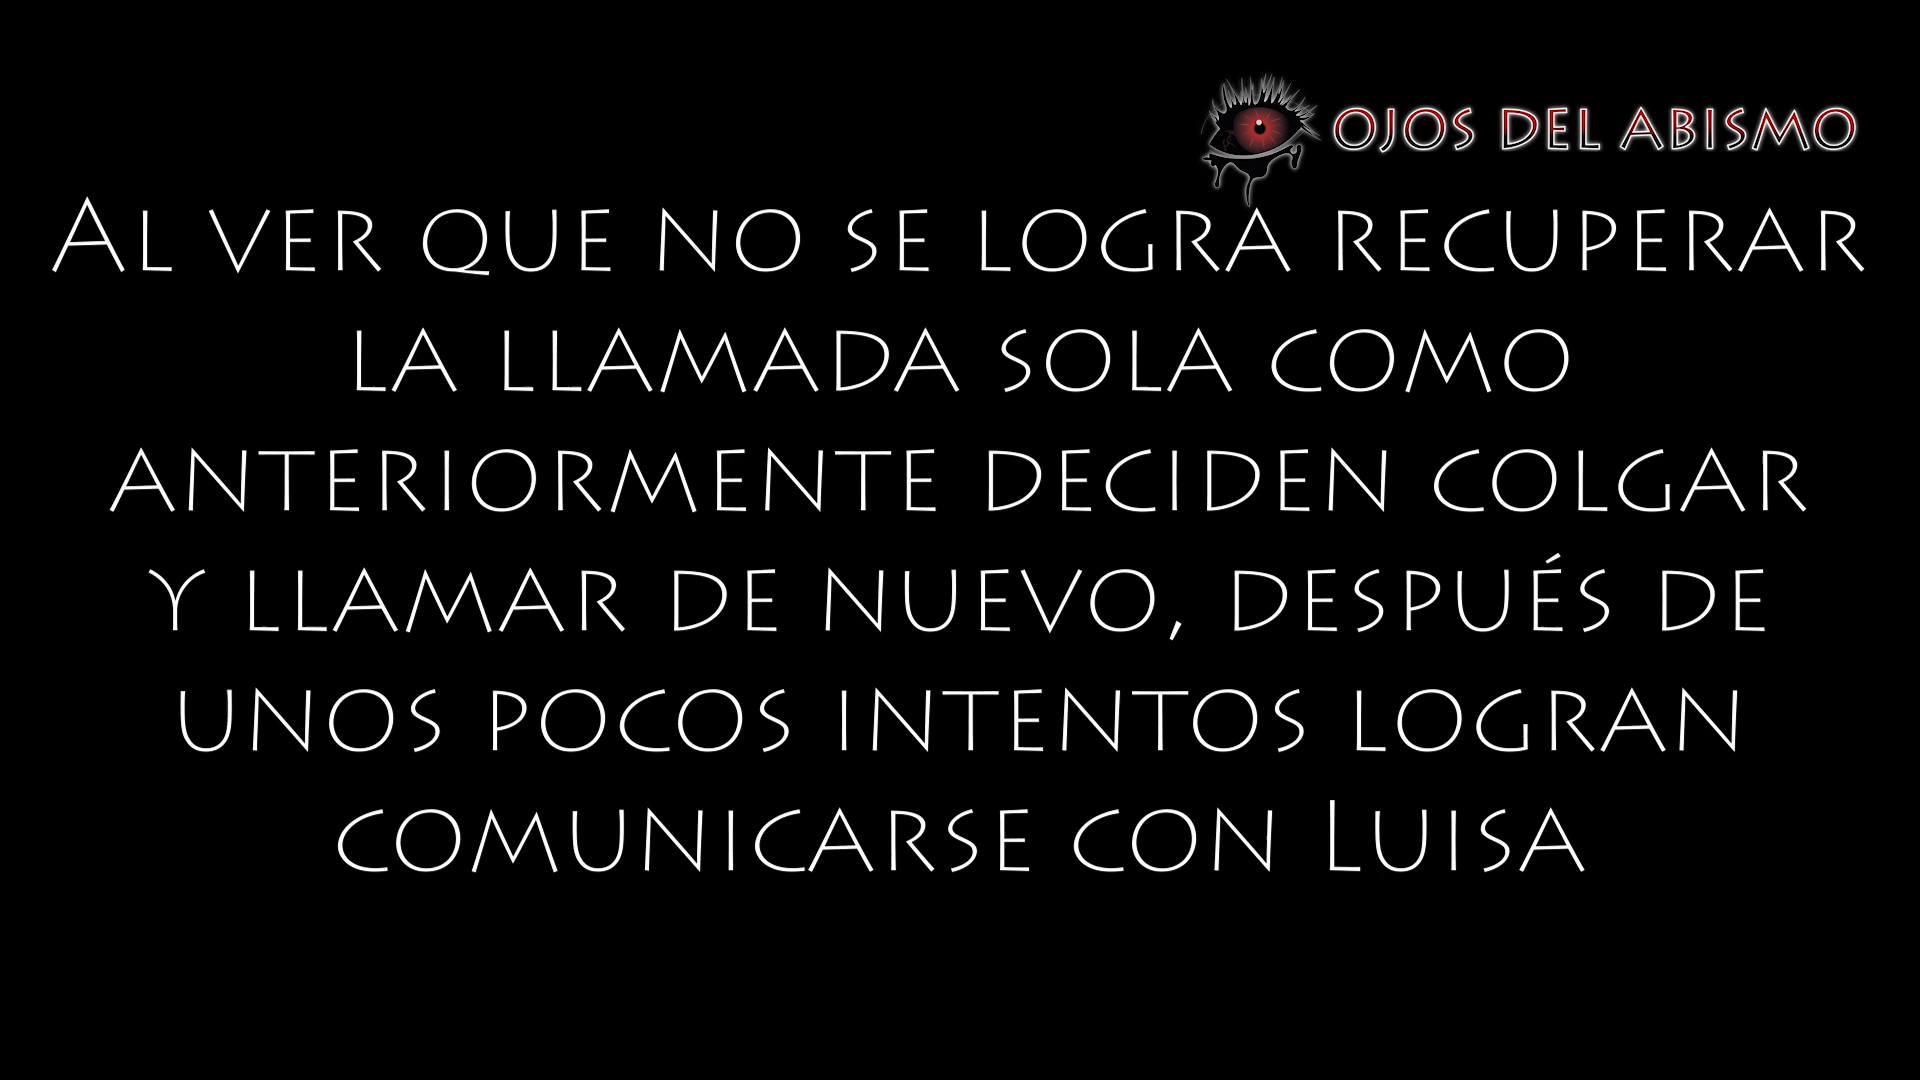 OJOS DEL ABISMO
Al ver que no se logra recuperar
la llamada sola como
anteriormente deciden colgar
y llamar de nuevo, después de
unos pocos intentos logran
comunicarse con Luisa